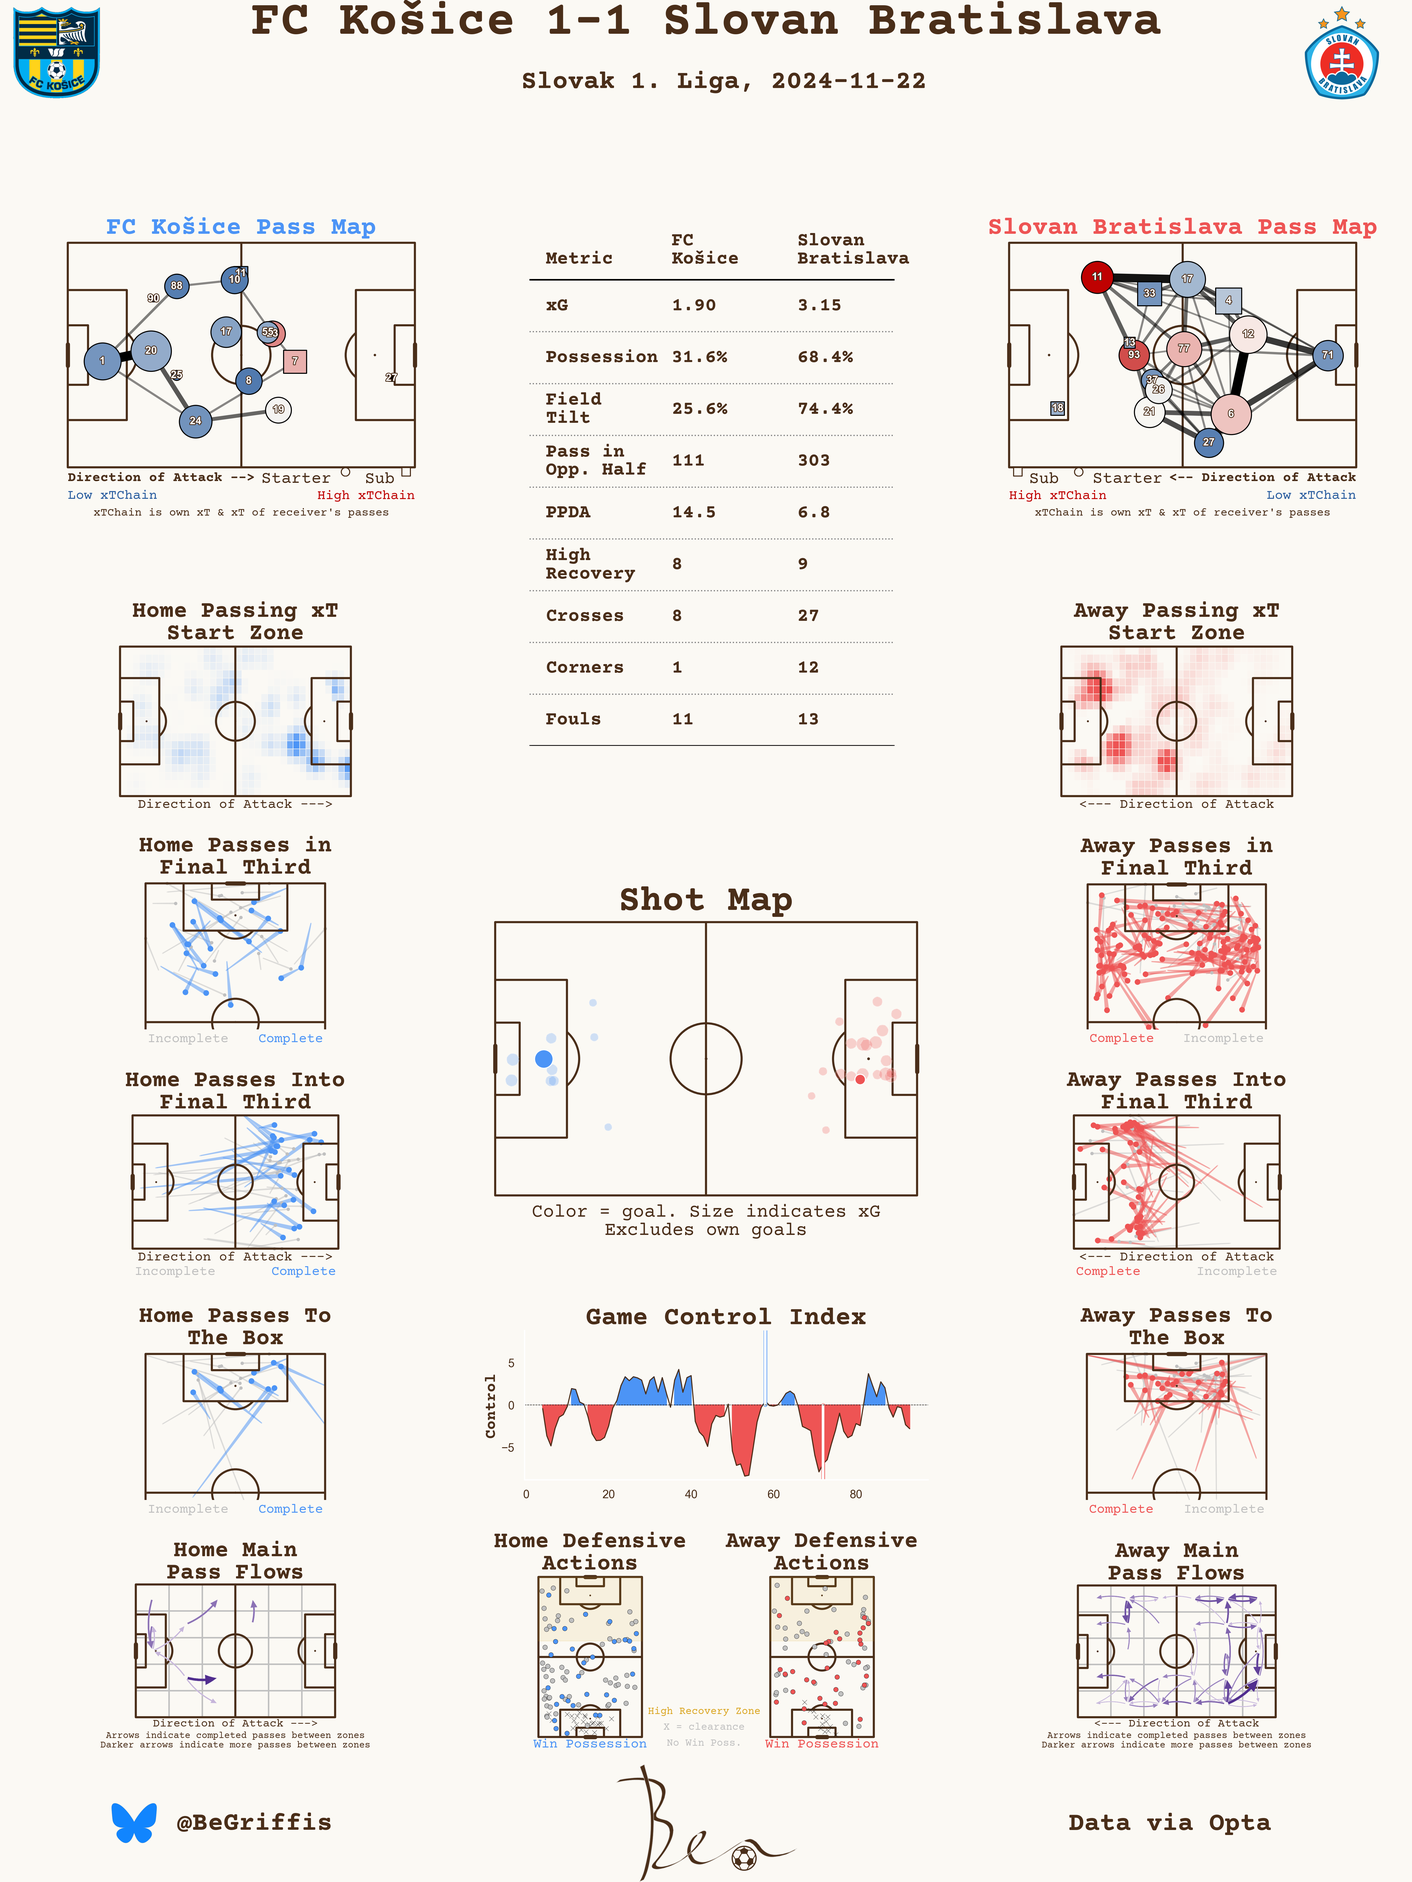 FC Košice 1-1 Slovan Bratislava
Slovak 1. Liga, 2024-11-22
FC KOŠICE
SLOVAN
BRATISLAVA
FC Košice Pass Map
88
90
11
10
17
55
1
20
25
7
27
8
24
19
Direction of Attack --> Starter Sub
Low xTChain High xTChain
xTChain is own xT & xT of receiver's passes
Metric FC Košice Slovan Bratislava
xG 1.90 3.15
Possession 31.6% 68.4%
Field Tilt 25.6% 74.4%
Pass in Opp. Half 111 303
PPDA 14.5 6.8
High Recovery 8 9
Crosses 8 27
Corners 1 12
Fouls 11 13
Slovan Bratislava Pass Map
11
17
33
4
12
13
93
77
71
37
26
18
21
6
27
Sub Starter <-- Direction of Attack
High xTChain Low xTChain
xTChain is own xT & xT of receiver's passes
Home Passing xT
Start Zone
Direction of Attack --->
Away Passing xT
Start Zone
<--- Direction of Attack
Home Passes in
Final Third
Incomplete Complete
Away Passes in
Final Third
Complete Incomplete
Shot Map
Color = goal. Size indicates xG
Excludes own goals
Home Passes Into
Final Third
Direction of Attack --->
Incomplete Complete
Away Passes Into
Final Third
<--- Direction of Attack
Complete Incomplete
Home Passes To
The Box
Incomplete Complete
Game Control Index
Control
5
0
−5
0 20 40 60 80
Away Passes To
The Box
Complete Incomplete
Home Main
Pass Flows
Direction of Attack --->
Arrows indicate completed passes between zones
Darker arrows indicate more passes between zones
Home Defensive
Actions
Win Possession
High Recovery Zone
X = clearance
No Win Poss.
Away Defensive
Actions
Win Possession
Away Main
Pass Flows
<--- Direction of Attack
Arrows indicate completed passes between zones
Darker arrows indicate more passes between zones
@BeGriffis
Ben
Data via Opta